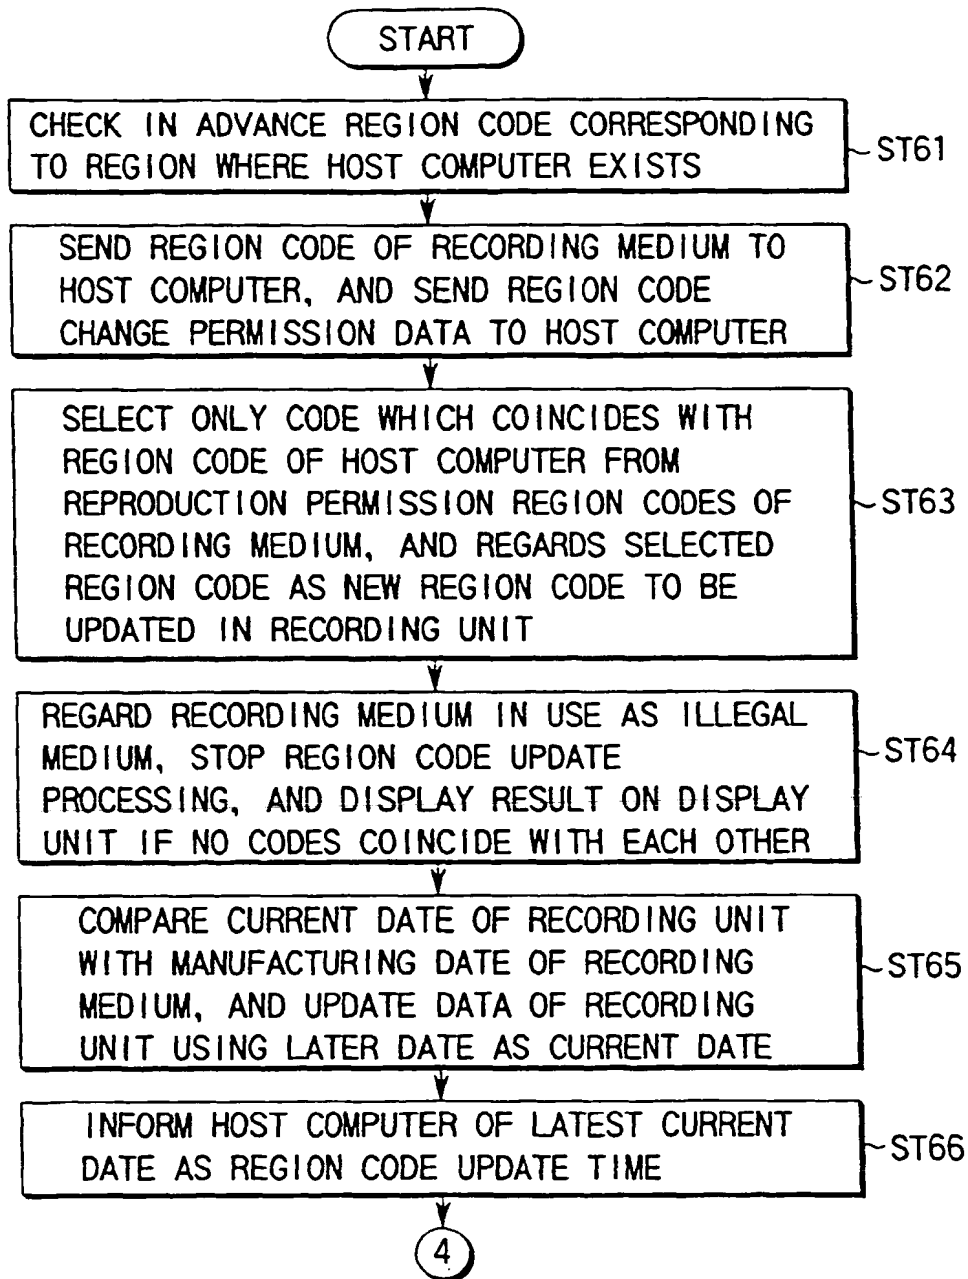 START
CHECK IN ADVANCE REGION CODE CORRESPONDING
TO REGION WHERE HOST COMPUTER EXISTS
ST61
SEND REGION CODE OF RECORDING MEDIUM TO
HOST COMPUTER, AND SEND REGION CODE
CHANGE PERMISSION DATA TO HOST COMPUTER
ST62
SELECT ONLY CODE WHICH COINCIDES WITH
REGION CODE OF HOST COMPUTER FROM
REPRODUCTION PERMISSION REGION CODES OF
RECORDING MEDIUM, AND REGARDS SELECTED
REGION CODE AS NEW REGION CODE TO BE
UPDATED IN RECORDING UNIT
ST63
REGARD RECORDING MEDIUM IN USE AS ILLEGAL
MEDIUM, STOP REGION CODE UPDATE
PROCESSING, AND DISPLAY RESULT ON DISPLAY
UNIT IF NO CODES COINCIDE WITH EACH OTHER
ST64
COMPARE CURRENT DATE OF RECORDING UNIT
WITH MANUFACTURING DATE OF RECORDING
MEDIUM, AND UPDATE DATA OF RECORDING
UNIT USING LATER DATE AS CURRENT DATE
ST65
INFORM HOST COMPUTER OF LATEST CURRENT
DATE AS REGION CODE UPDATE TIME
ST66
4